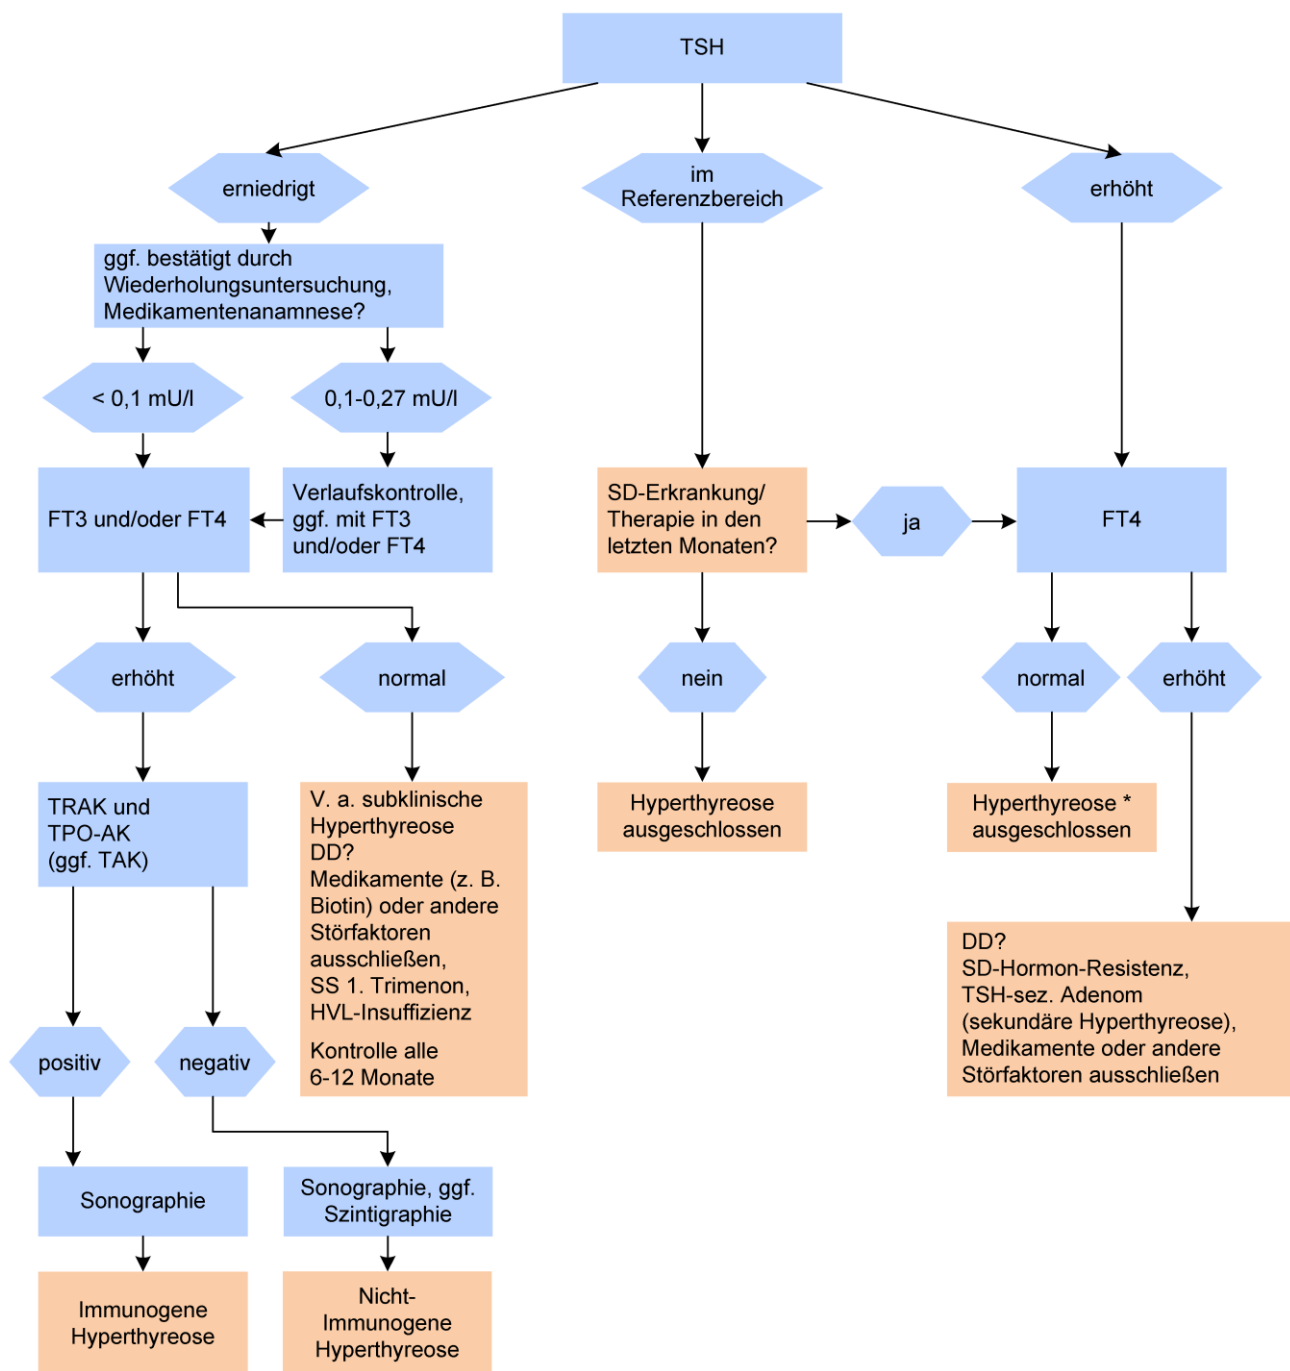 TSH
erniedrigt
im
Referenzbereich
erhöht
ggf. bestätigt durch
Wiederholungsuntersuchung,
Medikamentenanamnese?
< 0,1 mU/l
0,1-0,27 mU/l
FT3 und/oder FT4
Verlaufskontrolle,
ggf. mit FT3
und/oder FT4
SD-Erkrankung/
Therapie in den
letzten Monaten?
ja
FT4
erhöht
normal
nein
normal
erhöht
TRAK und
TPO-AK
(ggf. TAK)
V. a. subklinische
Hyperthyreose
DD?
Medikamente (z. B.
Biotin) oder andere
Störfaktoren
ausschließen,
SS 1. Trimenon,
HVL-Insuffizienz
Kontrolle alle
6-12 Monate
Hyperthyreose
ausgeschlossen
Hyperthyreose *
ausgeschlossen
DD?
SD-Hormon-Resistenz,
TSH-sez. Adenom
(sekundäre Hyperthyreose),
Medikamente oder andere
Störfaktoren ausschließen
positiv
negativ
Sonographie
Sonographie, ggf.
Szintigraphie
Immunogene
Hyperthyreose
Nicht-
Immunogene
Hyperthyreose